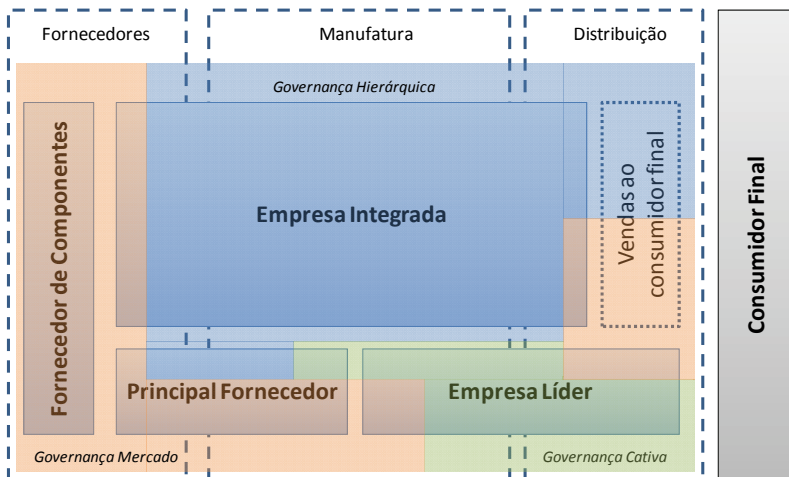 Fornecedores
Manufatura
Distribuição
Governança Hierárquica
Fornecedor de Componentes
Empresa Integrada
Vendas ao
consumidor final
Consumidor Final
Principal Fornecedor
Empresa Líder
Governança Mercado
Governança Cativa